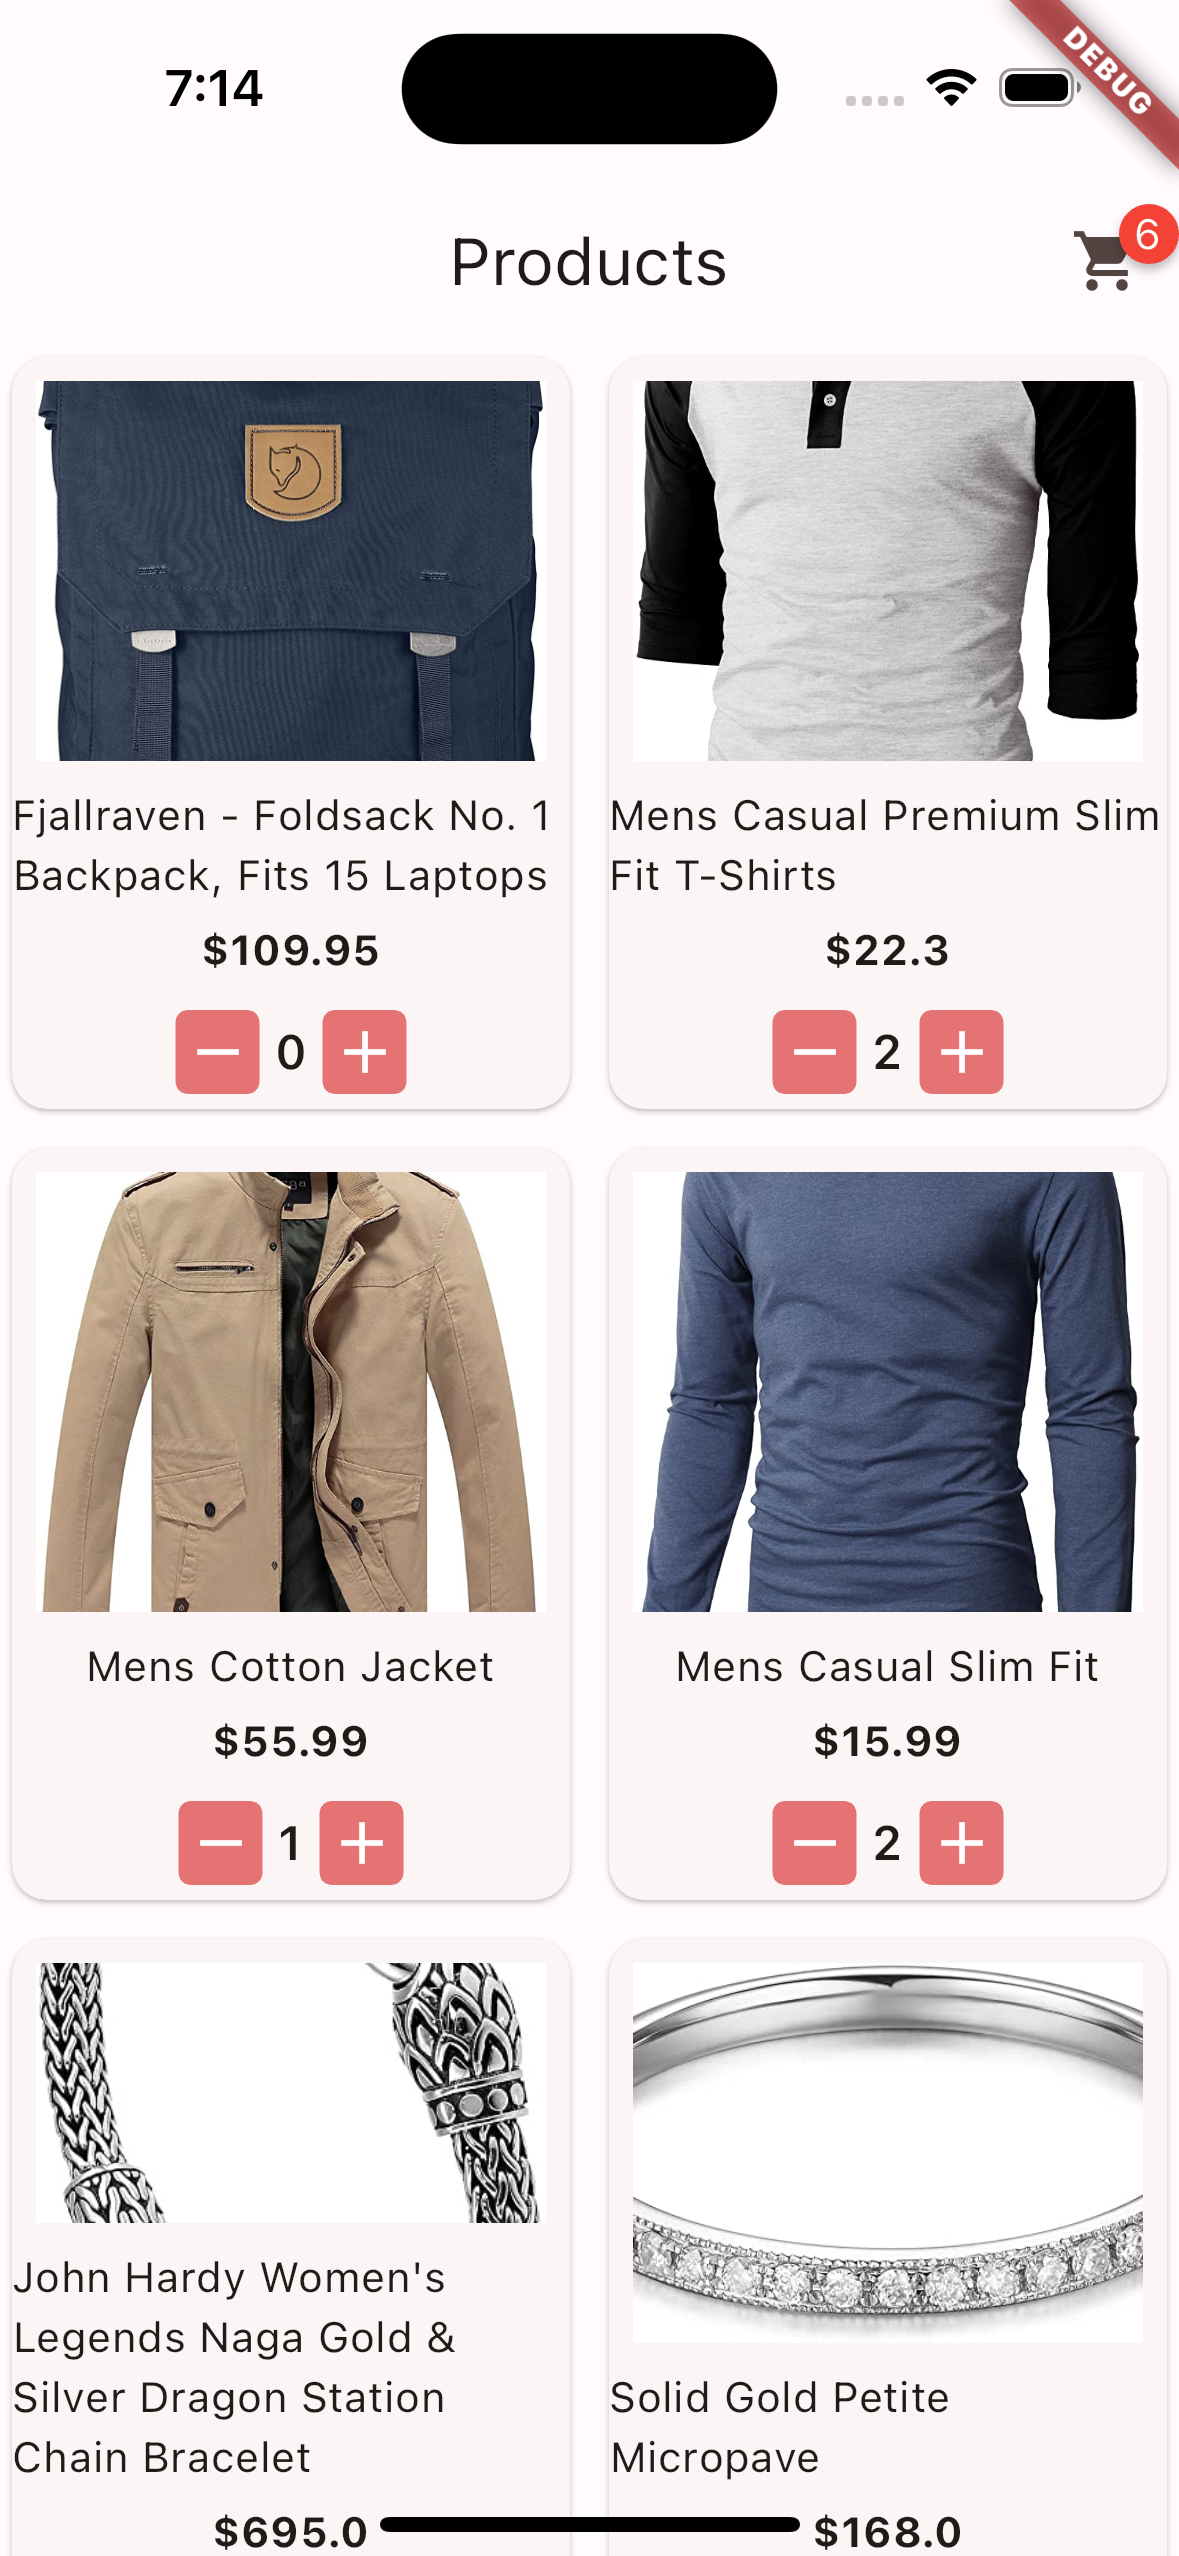 7:14
DEBUG
Products
6
Fjallraven - Foldsack No. 1
Backpack, Fits 15 Laptops
$109.95
0
Mens Casual Premium Slim
Fit T-Shirts
$22.3
2
Mens Cotton Jacket
$55.99
1
Mens Casual Slim Fit
$15.99
2
John Hardy Women's
Legends Naga Gold &
Silver Dragon Station
Chain Bracelet
$695.0
Solid Gold Petite
Micropave
$168.0